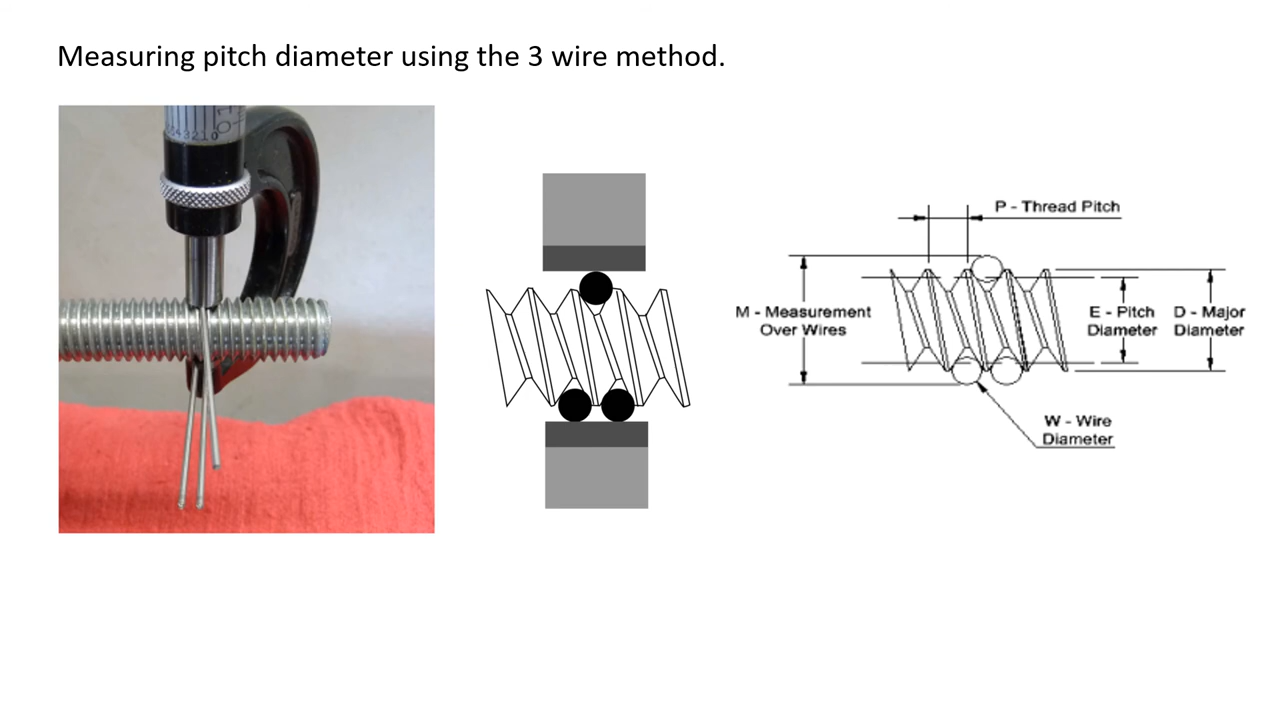 Measuring pitch diameter using the 3 wire method.
P - Thread Pitch
M - Measurement
Over Wires
E - Pitch
Diameter
D - Major
Diameter
W - Wire
Diameter